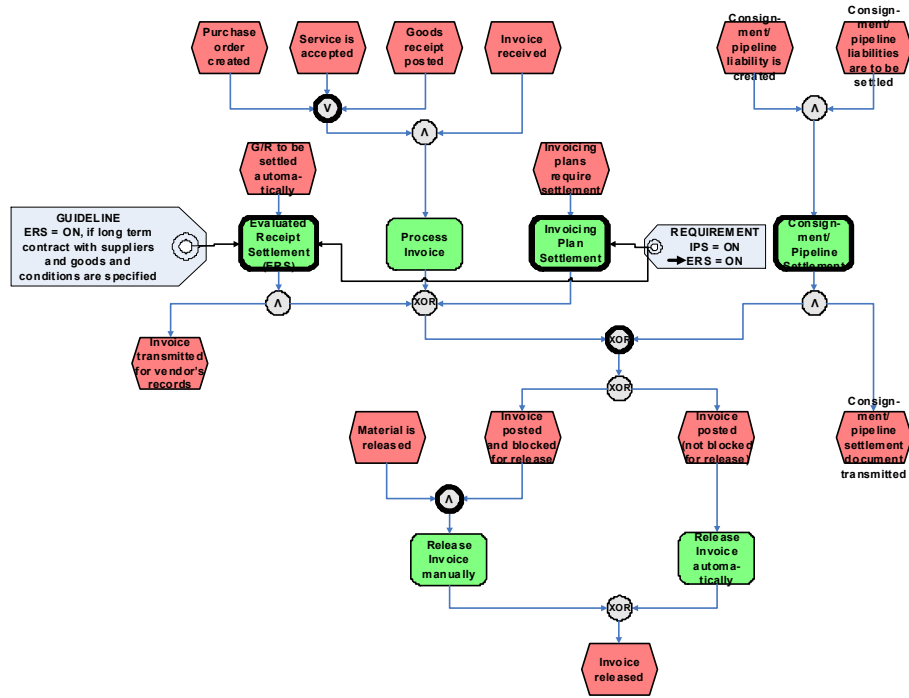 Purchase
order
created
Service is
accepted
Goods
receipt
posted
Invoice
received
Consign-
ment/
pipeline
liability is
created
Consign-
ment/
pipeline
liabilities
are to be
settled
V
Λ
Λ
G/R to be
settled
automa-
tically
Invoicing
plans
require
settlement
GUIDELINE
ERS = ON, if long term
contract with suppliers
and goods and
conditions are specified
Evaluated
Receipt
Settlement
(ERS)
Process
Invoice
Invoicing
Plan
Settlement
REQUIREMENT
IPS = ON
ERS = ON
Consign-
ment/
Pipeline
Settlement
Λ
XOR
Λ
Invoice
transmitted
for vendor's
records
XOR
XOR
Material is
released
Invoice
posted
and blocked
for release
Invoice
posted
(not blocked
for release)
Consign-
ment/
pipeline
settlement
document
transmitted
Λ
Release
Invoice
manually
Release
Invoice
automa-
tically
XOR
Invoice
released